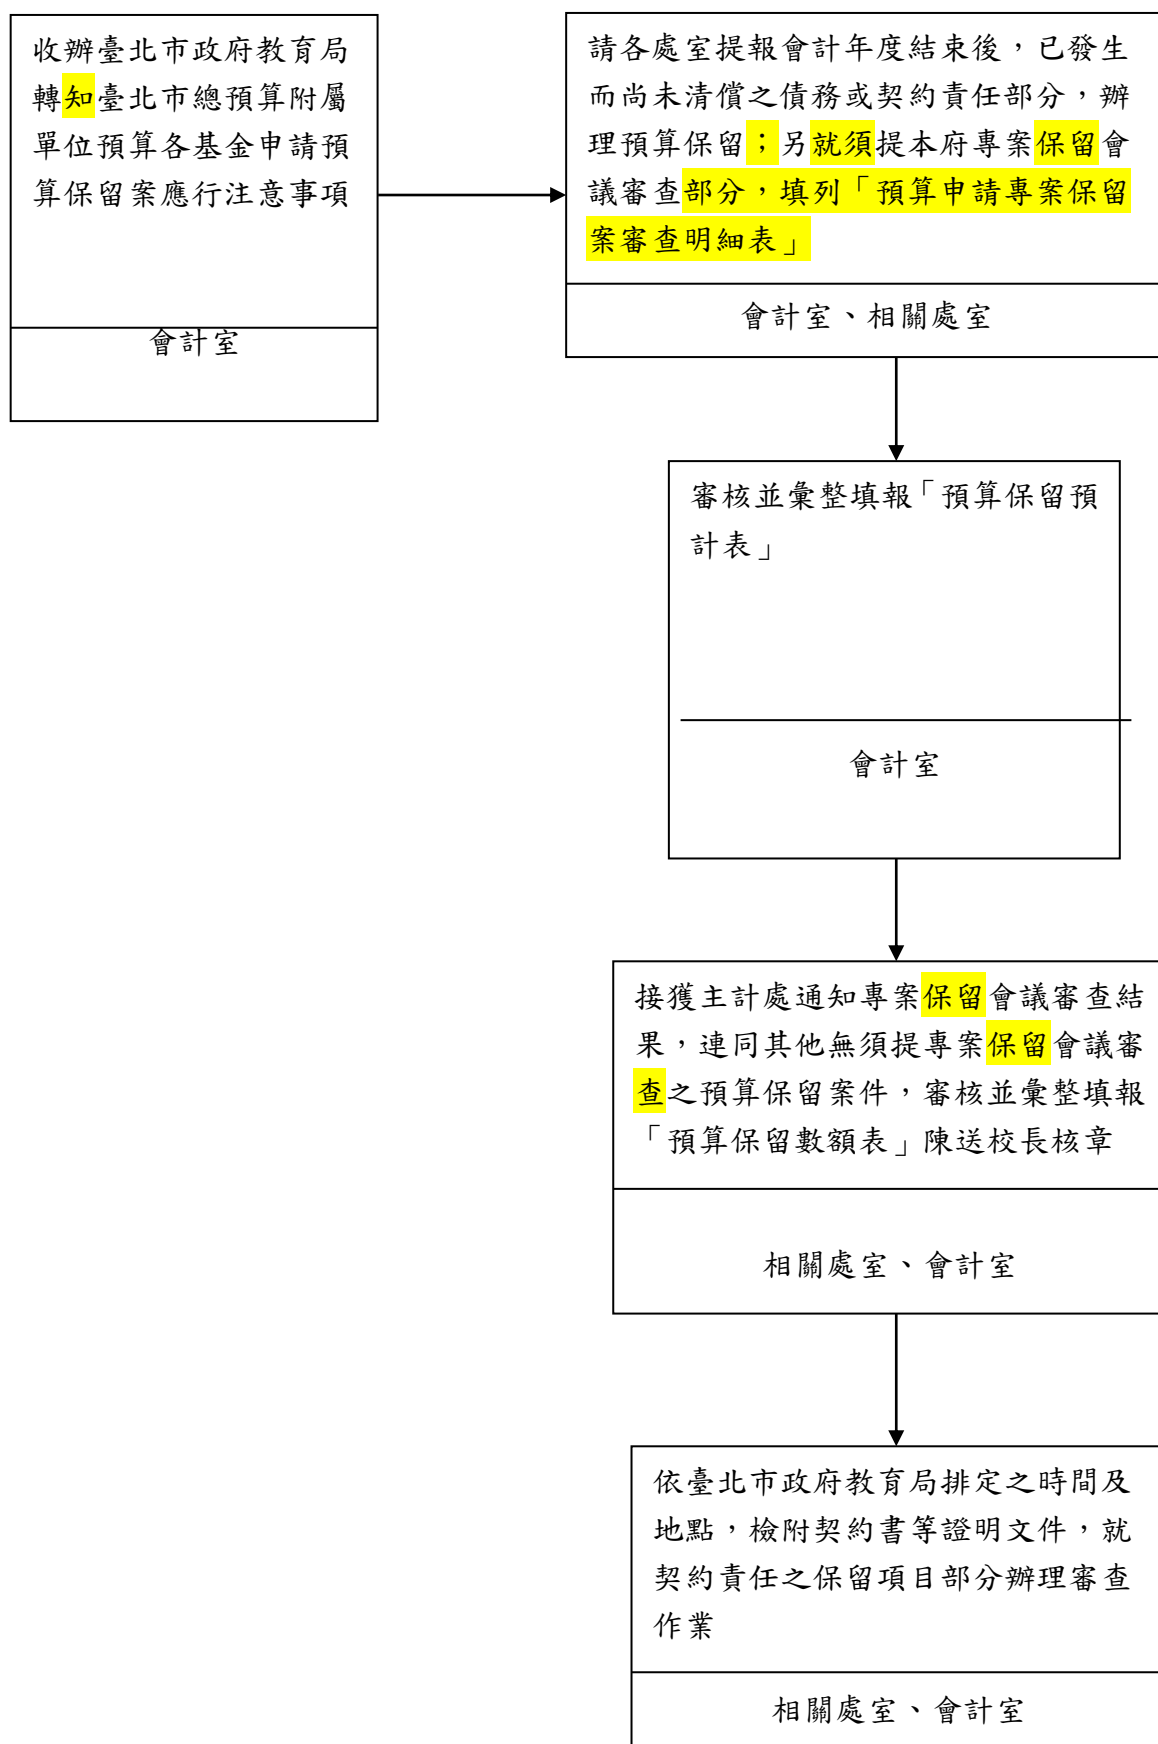 收辦臺北市政府教育局
轉知臺北市總預算附屬
單位預算各基金申請預
算保留案應行注意事項
會計室
請各處室提報會計年度結束後，已發生
而尚未清償之債務或契約責任部分，辦
理預算保留；另就須提本府專案保留會
議審查部分，填列「預算申請專案保留
案審查明細表」
會計室、相關處室
審核並彙整填報「預算保留預
計表」
會計室
接獲主計處通知專案保留會議審查結
果，連同其他無須提專案保留會議審
查之預算保留案件，審核並彙整填報
「預算保留數額表」陳送校長核章
相關處室、會計室
依臺北市政府教育局排定之時間及
地點，檢附契約書等證明文件，就
契約責任之保留項目部分辦理審查
作業
相關處室、會計室